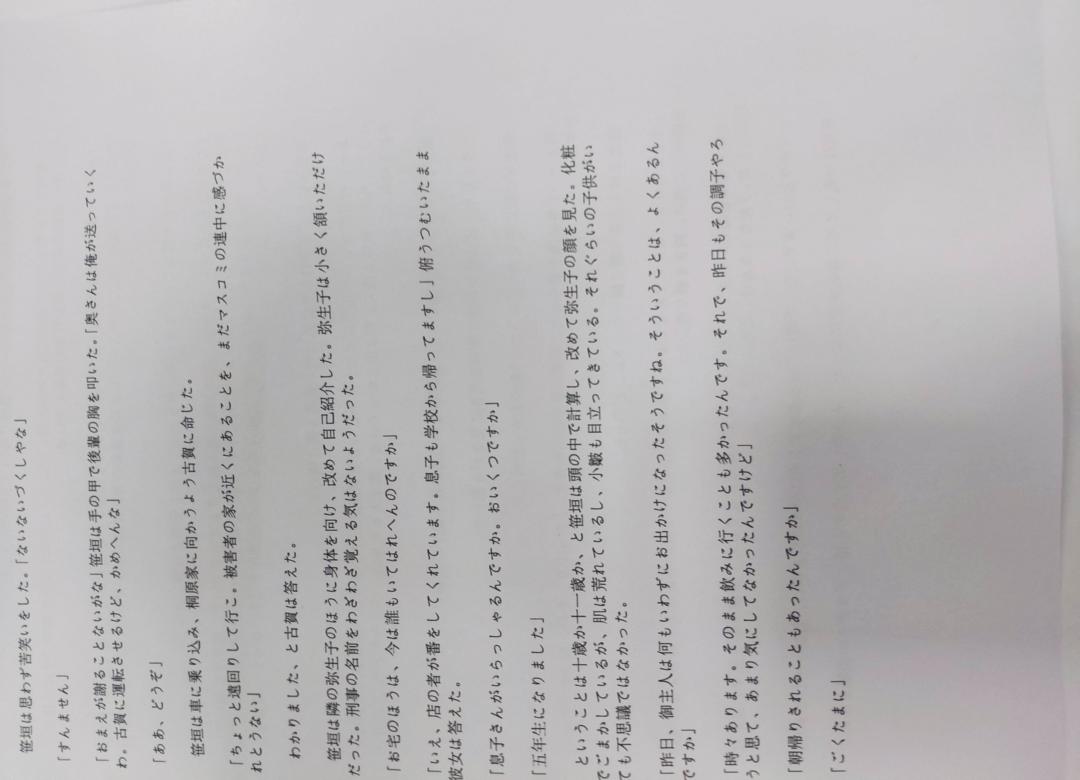 笹垣は思わず苦笑いをした。「ないないづくしやな」
「すんません」
「おまえが謝ることないがな」笹垣は手の甲で後輩の胸を叩いた。「奥さんは俺が送っていく
わ。古賀に運転させるけど、かめへんな」
「ああ、どうぞ」
笹垣は車に乗り込み、桐原家に向かうよう古賀に命じた。
「ちょっと遠回りして行こ。被害者の家が近くにあることを、まだマスコミの連中に感づか
れとうない」
わかりました、と古賀は答えた。
笹垣は隣の弥生子のほうに身体を向け、改めて自己紹介した。弥生子は小さく頷いただけ
だった。刑事の名前をわざわざ覚える気はないようだった。
「お宅のほうは、今は誰もいてはれへんのですか」
「いえ、店の者が番をしてくれています。息子も学校から帰ってますし」俯うつむいたまま
彼女は答えた。
「息子さんがいらっしゃるんですか。おいくつですか」
「五年生になりました」
ということは十歳か十一歳か、と笹垣は頭の中で計算し、改めて弥生子の顔を見た。化粧
でごまかしているが、肌は荒れているし、小皺も目立ってきている。それぐらいの子供がい
ても不思議ではなかった。
「昨日、御主人は何もいわずにお出かけになったそうですね。そういうことは、よくあるん
ですか」
「時々あります。そのまま飲みに行くことも多かったんです。それで、昨日もその調子やろ
うと思て、あまり気にしてなかったんですけど」
「朝帰りされることもあったんですか」
「ごくたまに」